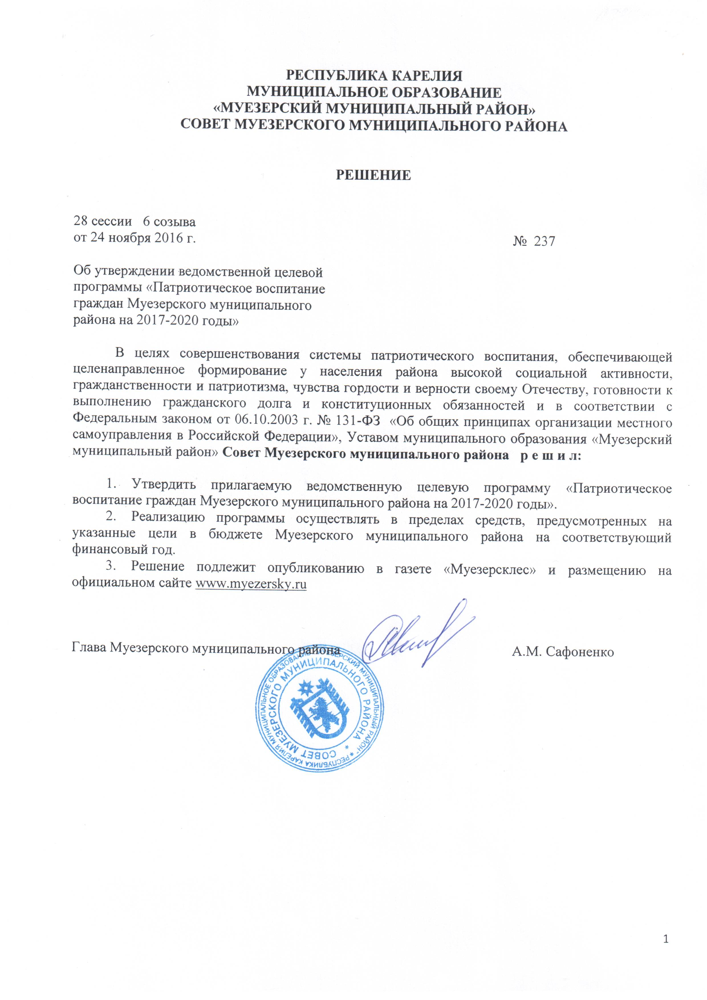 РЕСПУБЛИКА КАРЕЛИЯ
МУНИЦИПАЛЬНОЕ ОБРАЗОВАНИЕ
«МУЕЗЕРСКИЙ МУНИЦИПАЛЬНЫЙ РАЙОН»
СОВЕТ МУЕЗЕРСКОГО МУНИЦИПАЛЬНОГО РАЙОНА
РЕШЕНИЕ
28 сессии 6 созыва
от 24 ноября 2016 г.
№ 237
Об утверждении ведомственной целевой
программы «Патриотическое воспитание
граждан Муезерского муниципального
района на 2017-2020 годы»
В целях совершенствования системы патриотического воспитания, обеспечивающей
целенаправленное формирование у населения района высокой социальной активности,
гражданственности и патриотизма, чувства гордости и верности своему Отечеству, готовности к
выполнению гражданского долга и конституционных обязанностей и в соответствии с
Федеральным законом от 06.10.2003 г. № 131-ФЗ «Об общих принципах организации местного
самоуправления в Российской Федерации», Уставом муниципального образования «Муезерский
муниципальный район» Совет Муезерского муниципального района р е ш и л:
1. Утвердить прилагаемую ведомственную целевую программу «Патриотическое
воспитание граждан Муезерского муниципального района на 2017-2020 годы».
2. Реализацию программы осуществлять в пределах средств, предусмотренных на
указанные цели в бюджете Муезерского муниципального района на соответствующий
финансовый год.
3. Решение подлежит опубликованию в газете «Муезерсклес» и размещению на
официальном сайте www.myezersky.ru
Глава Муезерского муниципального района
А.М. Сафоненко
РЕСПУБЛИКА КАРЕЛИЯ МУНИЦИПАЛЬНОЕ ОБРАЗОВАНИЕ "МУЕЗЕРСКИЙ МУНИЦИПАЛЬНЫЙ РАЙОН" *
СОВЕТ МУЕЗЕРСКОГО МУНИЦИПАЛЬНОГО РАЙОНА *
1